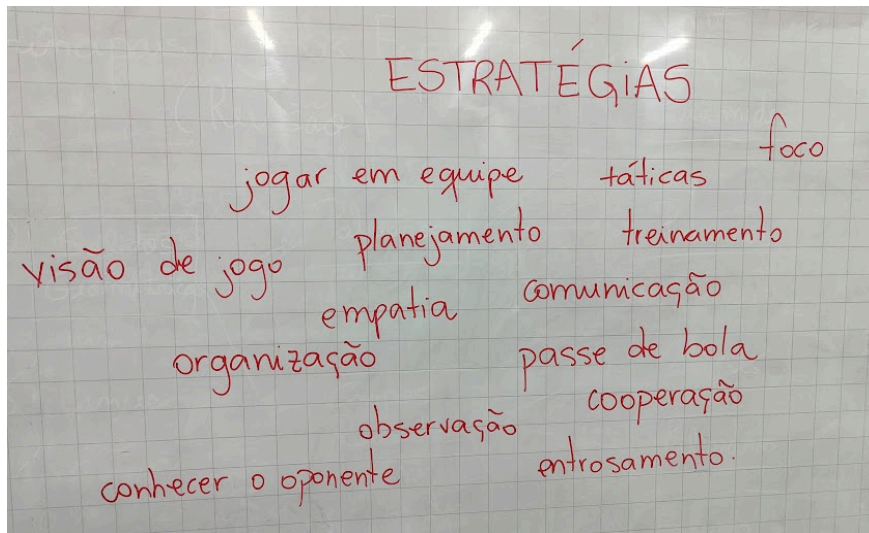 ESTRATÉGIAS
foco
jogar em equipe táticas
visão de jogo planejamento treinamento
empatia comunicação
organização passe de bola
observação cooperação
conhecer o oponente entrosamento.